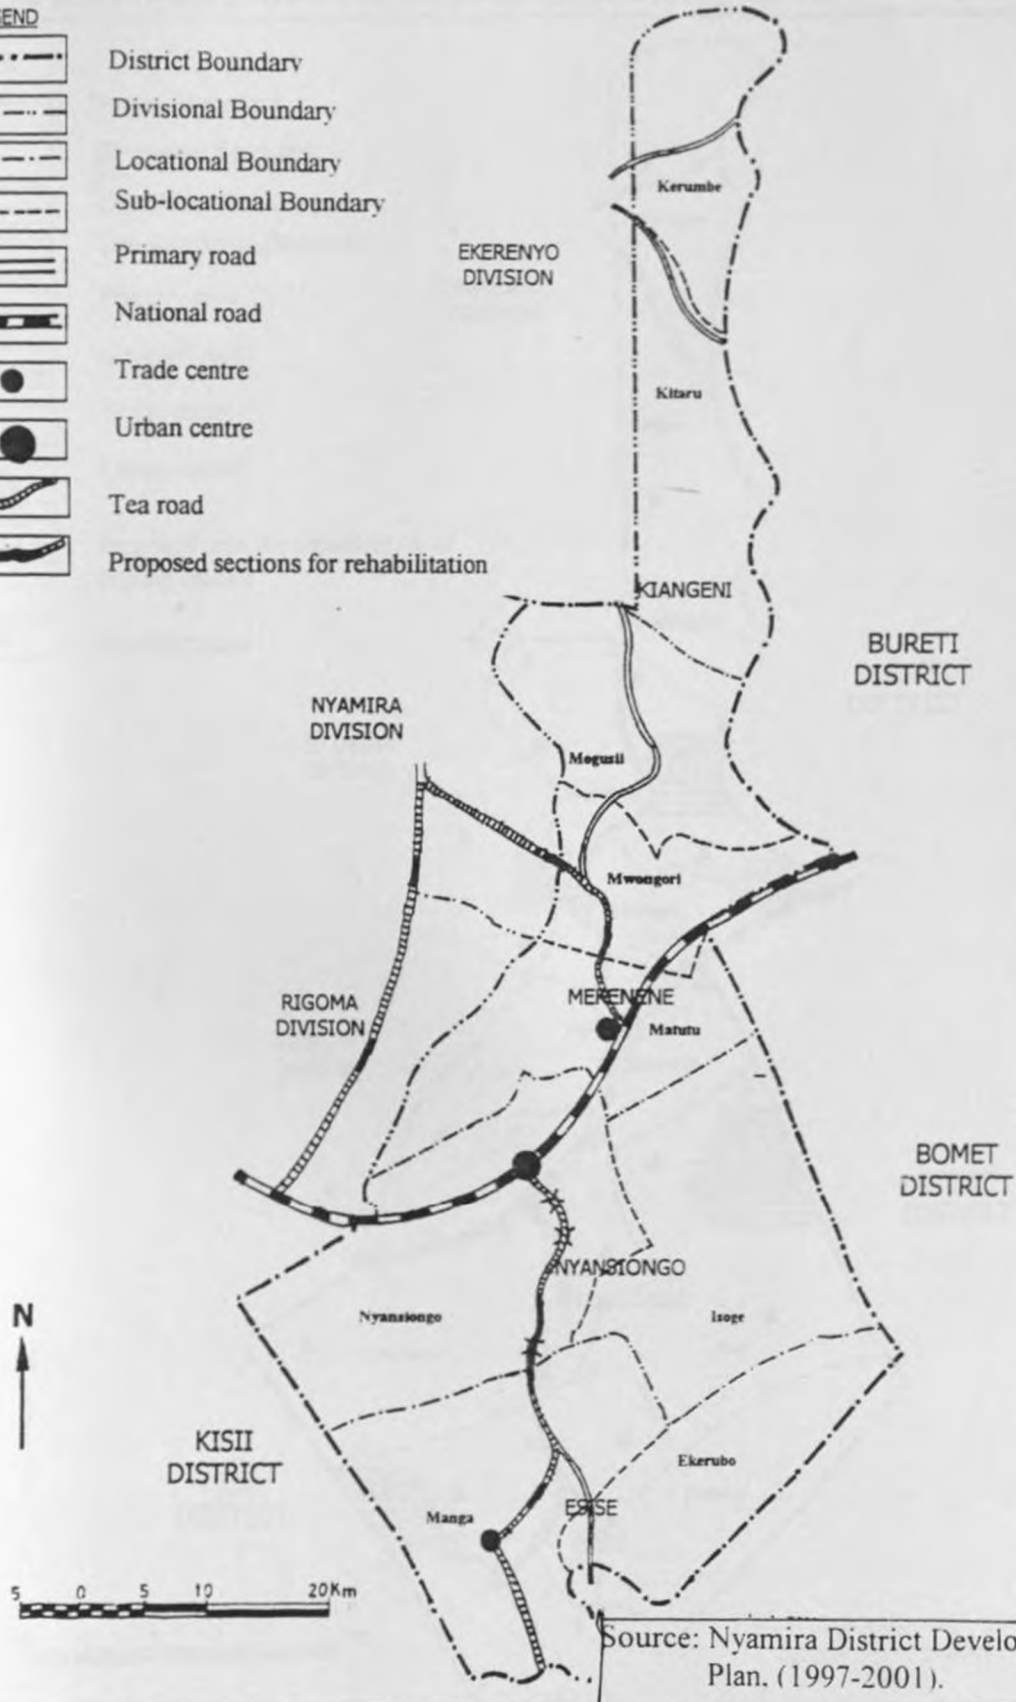 GEND
District Boundary
Divisional Boundary
Locational Boundary
Sub-locational Boundary
Primary road
National road
Trade centre
Urban centre
Tea road
Proposed sections for rehabilitation
Kerumbe
EKERENYO
DIVISION
Kitaru
KIANGENI
BURETI
DISTRICT
NYAMIRA
DIVISION
Mogusii
Mwongori
RIGOMA
DIVISION
MERENENE
Matutu
BOMET
DISTRICT
NYANSIONGO
Nyansiongo
Isoge
N
KISII
DISTRICT
Ekerubo
Manga
ESISE
5 0 5 10 20Km
Source: Nyamira District Develo
Plan. (1997-2001).